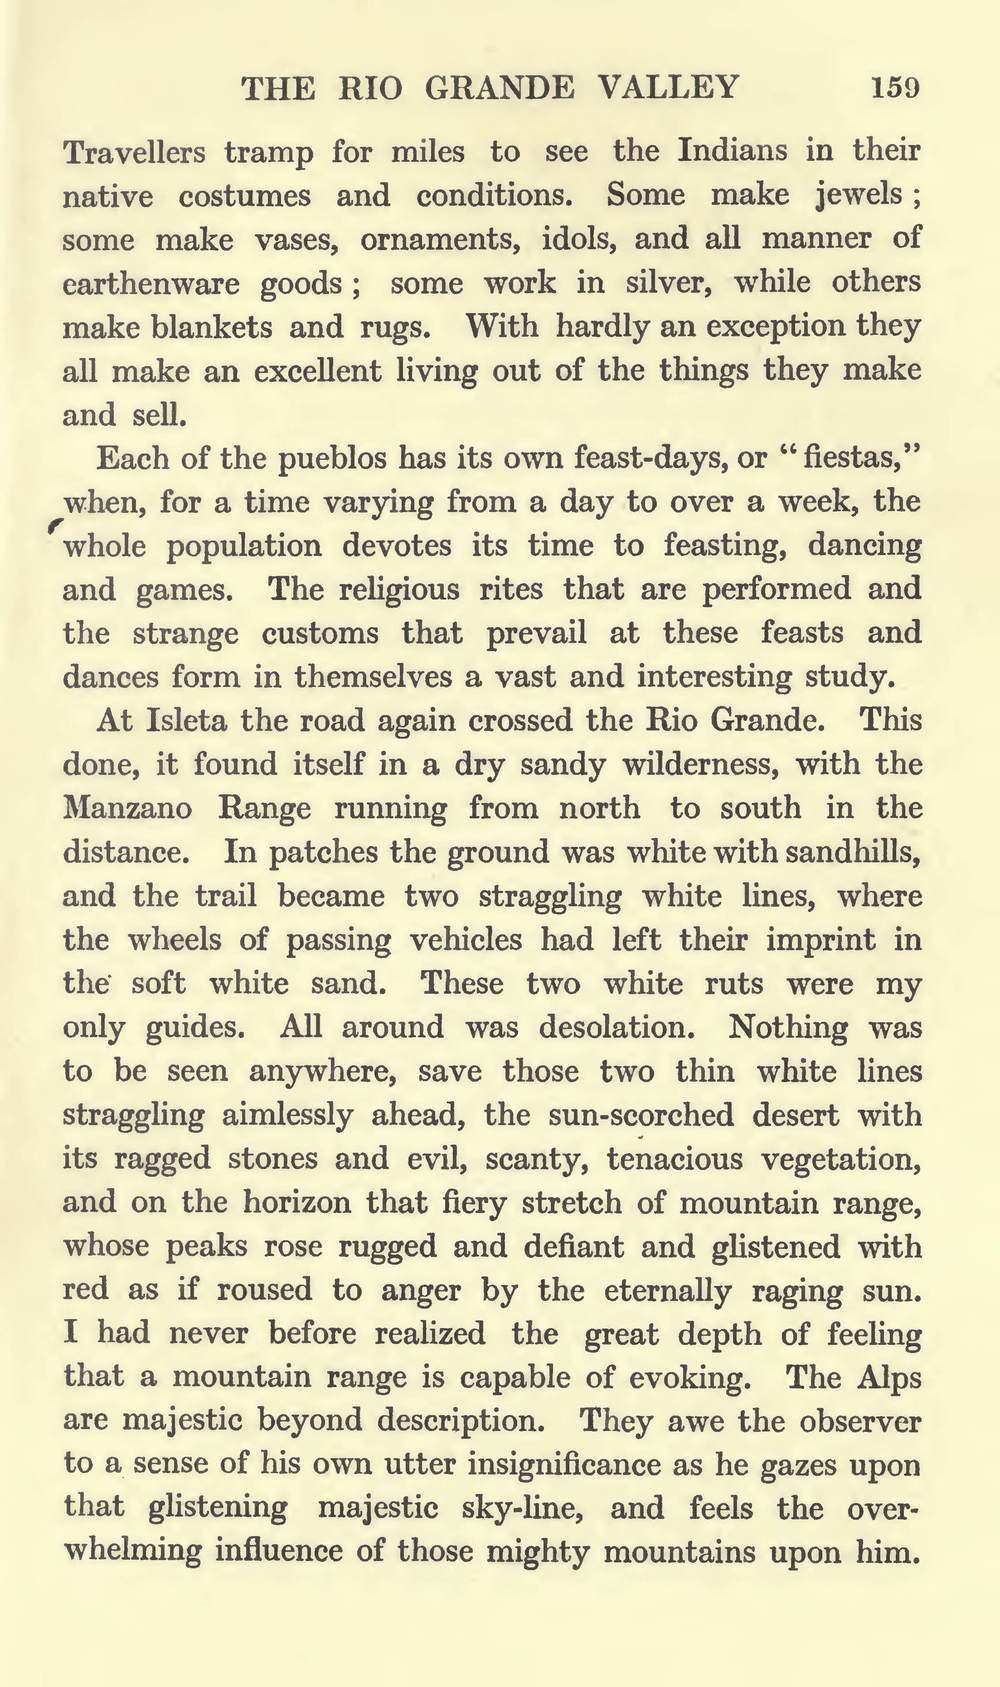 THE RIO GRANDE VALLEY 159
Travellers tramp for miles to see the Indians in their
native costumes and conditions. Some make jewels ;
some make vases, ornaments, idols, and all manner of
earthenware goods ; some work in silver, while others
make blankets and rugs. With hardly an exception they
all make an excellent living out of the things they make
and sell.
Each of the pueblos has its own feast-days, or “ fiestas,”
when, for a time varying from a day to over a week, the
whole population devotes its time to feasting, dancing
and games. The religious rites that are performed and
the strange customs that prevail at these feasts and
dances form in themselves a vast and interesting study.
At Isleta the road again crossed the Rio Grande. This
done, it found itself in a dry sandy wilderness, with the
Manzano Range running from north to south in the
distance. In patches the ground was white with sandhills,
and the trail became two straggling white lines, where
the wheels of passing vehicles had left their imprint in
the soft white sand. These two white ruts were my
only guides. All around was desolation. Nothing was
to be seen anywhere, save those two thin white lines
straggling aimlessly ahead, the sun-scorched desert with
its ragged stones and evil, scanty, tenacious vegetation,
and on the horizon that fiery stretch of mountain range,
whose peaks rose rugged and defiant and glistened with
red as if roused to anger by the eternally raging sun.
I had never before realized the great depth of feeling
that a mountain range is capable of evoking. The Alps
are majestic beyond description. They awe the observer
to a sense of his own utter insignificance as he gazes upon
that glistening majestic sky-line, and feels the over-
whelming influence of those mighty mountains upon him.